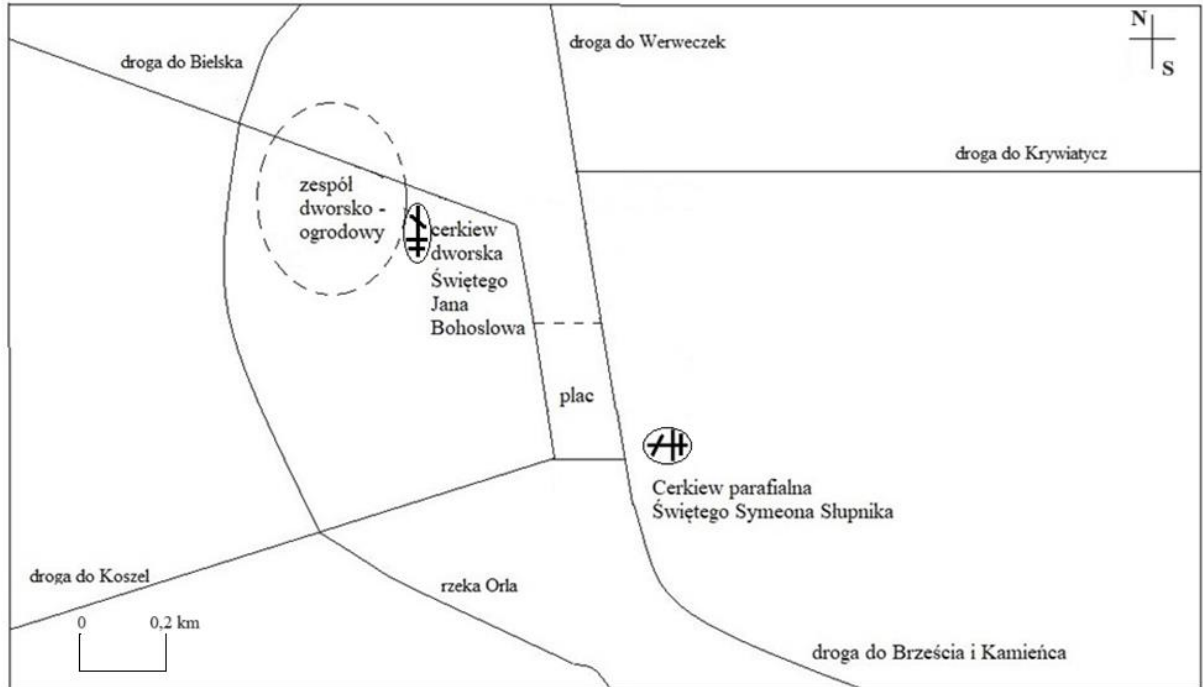 N
S
droga do Werweczek
droga do Bielska
droga do Krywiatycz
zespół
dworsko -
ogrodowy
cerkiew
dworska
Świętego
Jana
Bohosłowa
plac
Cerkiew parafialna
Świętego Symeona Słupnika
droga do Koszel
rzeka Orla
0 0,2 km
droga do Brześcia i Kamieńca